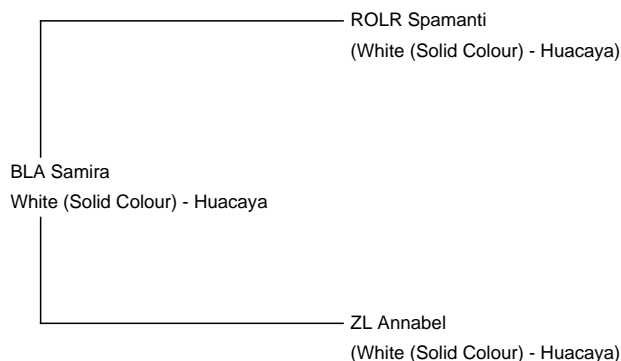 ROLR Spamanti
(White (Solid Colour) - Huacaya)
BLA Samira
White (Solid Colour) - Huacaya
ZL Annabel
(White (Solid Colour) - Huacaya)